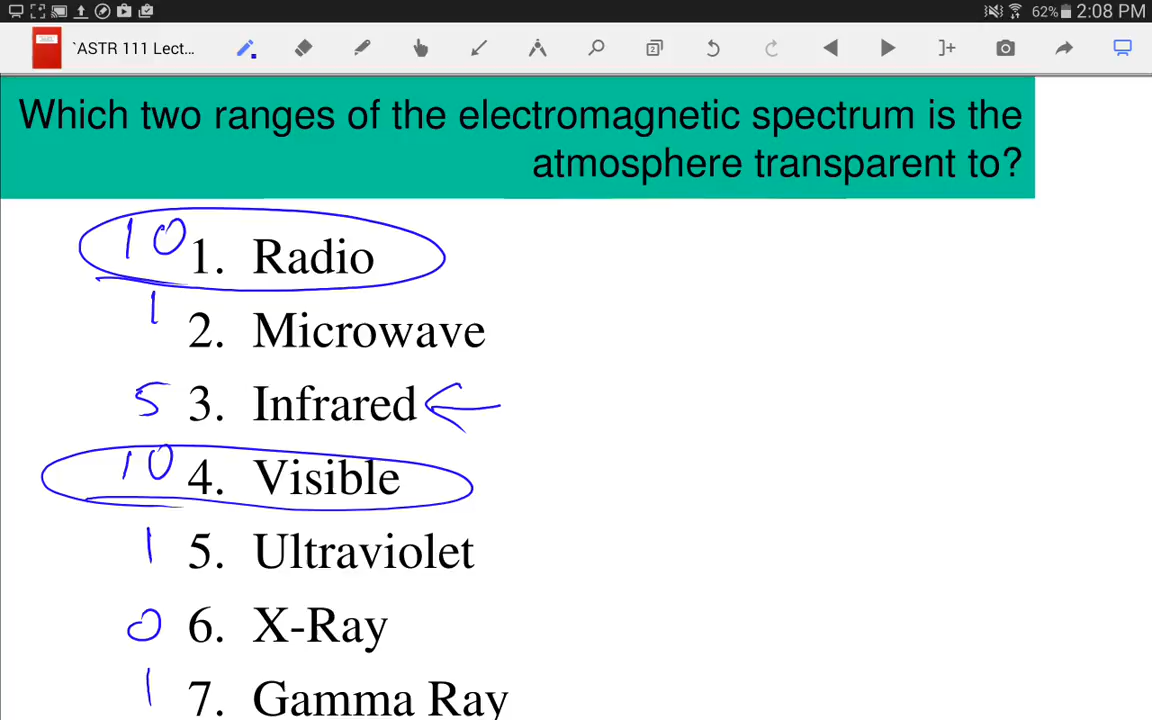 62% 2:08 PM
`ASTR 111 Lect...
2
Which two ranges of the electromagnetic spectrum is the
atmosphere transparent to?
10 1. Radio
1 2. Microwave
5 3. Infrared
10 4. Visible
1 5. Ultraviolet
0 6. X-Ray
1 7. Gamma Ray